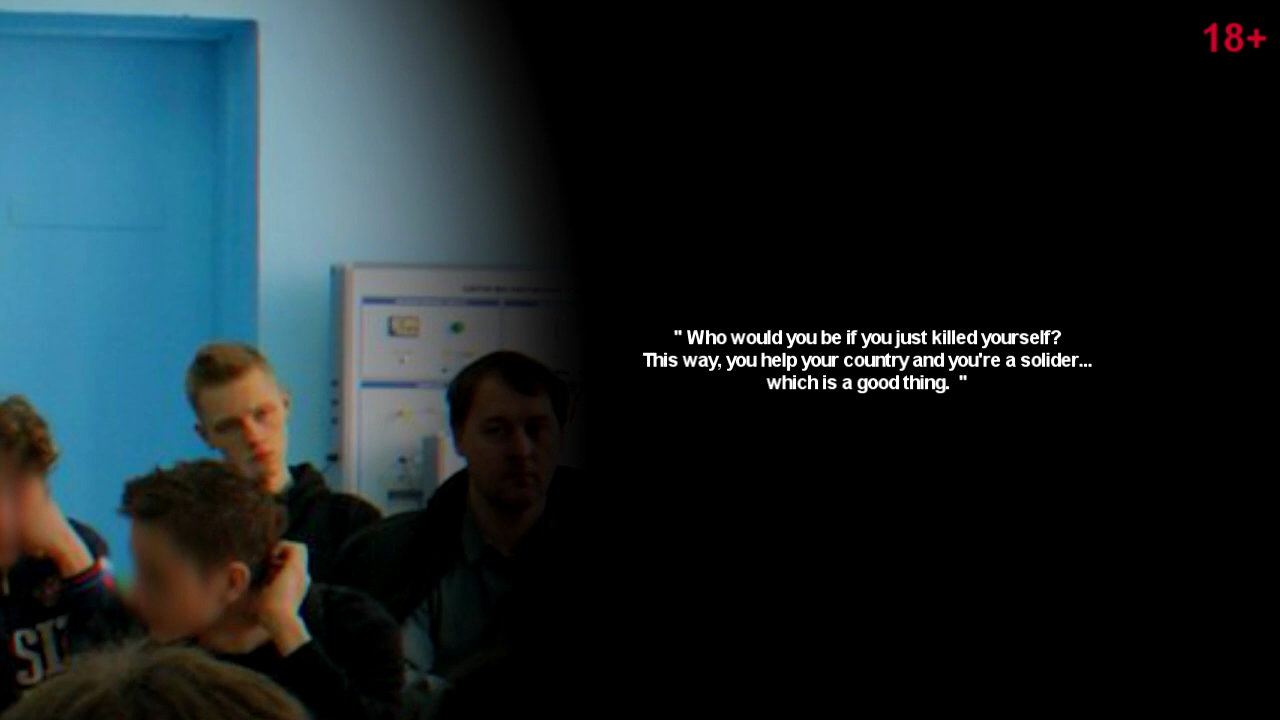 18+
" Who would you be if you just killed yourself?
This way, you help your country and you're a solider...
which is a good thing.  "